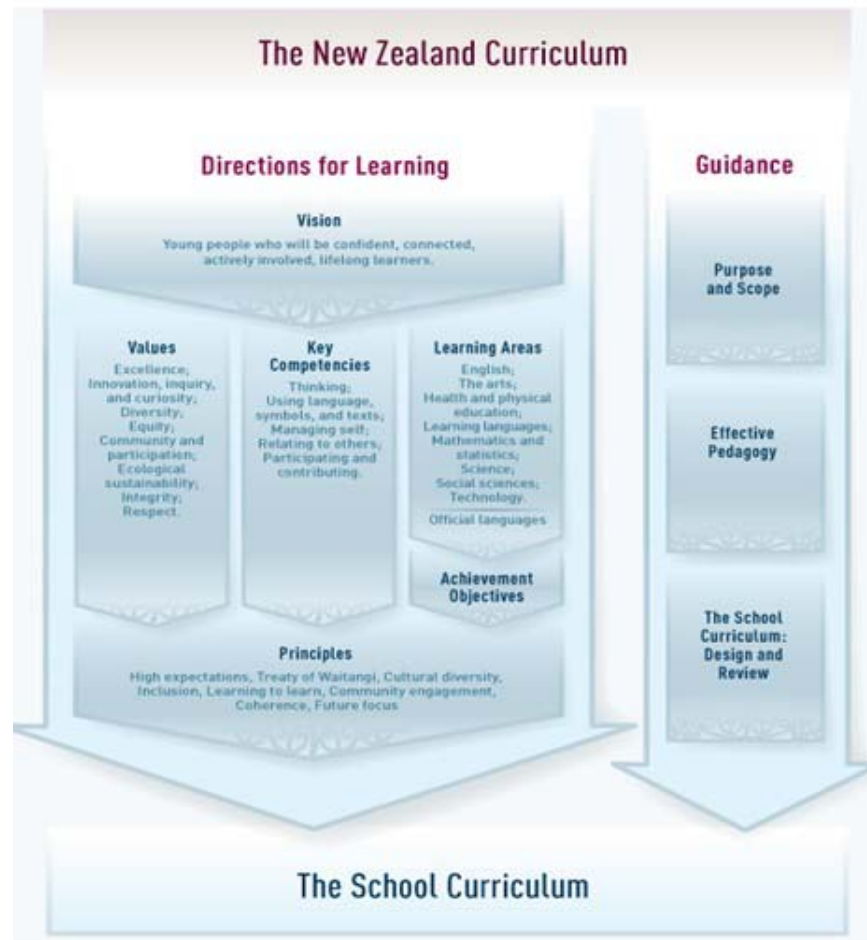 The New Zealand Curriculum
Directions for Learning
Vision
Young people who will be confident, connected,
actively involved, lifelong learners.
Values
Excellence;
Innovation, inquiry,
and curiosity;
Diversity;
Equity;
Community and
participation;
Ecological
sustainability;
Integrity;
Respect.
Key
Competencies
Thinking;
Using language,
symbols, and texts;
Managing self;
Relating to others;
Participating and
contributing.
Learning Areas
English;
The arts;
Health and physical
education;
Learning languages;
Mathematics and
statistics;
Science;
Social sciences;
Technology.
Official languages
Achievement
Objectives
Principles
High expectations, Treaty of Waitangi, Cultural diversity,
Inclusion, Learning to learn, Community engagement,
Coherence, Future focus
Guidance
Purpose
and Scope
Effective
Pedagogy
The School
Curriculum:
Design and
Review
The School Curriculum